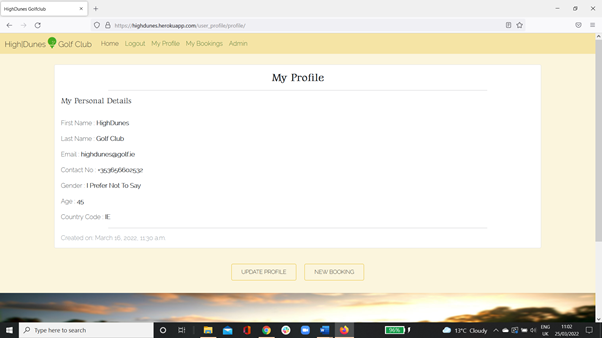 HighDunes Golfclub
https://highdunes.herokuapp.com/user_profile/profile/
High|Dunes Golf Club Home Logout My Profile My Bookings Admin
My Profile
My Personal Details
First Name : HighDunes
Last Name : Golf Club
Email : highdunes@golf.ie
Contact No : +353656602532
Gender : I Prefer Not To Say
Age : 45
Country Code : IE
Created on: March 16, 2022, 11:30 a.m.
UPDATE PROFILE NEW BOOKING
Type here to search
96%
13°C Cloudy
ENG
UK
11:02
25/03/2022